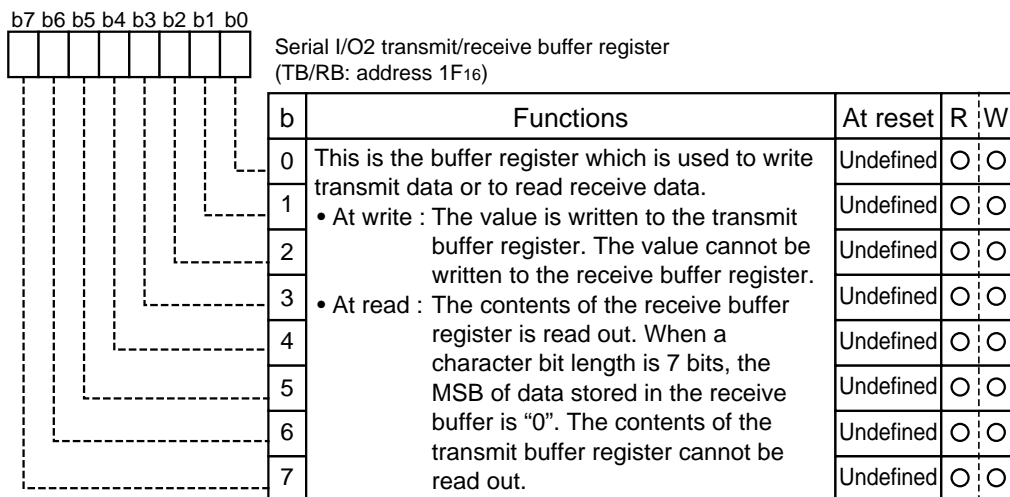 b7 b6 b5 b4 b3 b2 b1 b0
Serial I/O2 transmit/receive buffer register
(TB/RB: address 1F16)
b Functions At reset R W
0 This is the buffer register which is used to write Undefined ○ ○
transmit data or to read receive data.
1 • At write : The value is written to the transmit Undefined ○ ○
buffer register. The value cannot be
2 written to the receive buffer register. Undefined ○ ○
3 • At read : The contents of the receive buffer Undefined ○ ○
register is read out. When a
4 character bit length is 7 bits, the Undefined ○ ○
5 MSB of data stored in the receive Undefined ○ ○
buffer is “0”. The contents of the
6 transmit buffer register cannot be Undefined ○ ○
7 read out. Undefined ○ ○